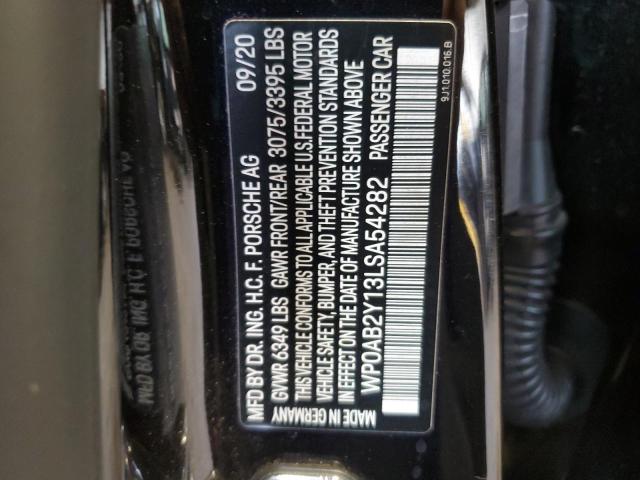 MFD BY DR. ING. H.C. F. PORSCHE AG 09/20
GVWR 6349 LBS GAWR FRONT/REAR 3075/3395 LBS
THIS VEHICLE CONFORMS TO ALL APPLICABLE U.S.FEDERAL MOTOR
VEHICLE SAFETY, BUMPER, AND THEFT PREVENTION STANDARDS
IN EFFECT ON THE DATE OF MANUFACTURE SHOWN ABOVE
WP0AB2Y13LSA54282 PASSENGER CAR
MADE IN GERMANY
9J1.010.016.B